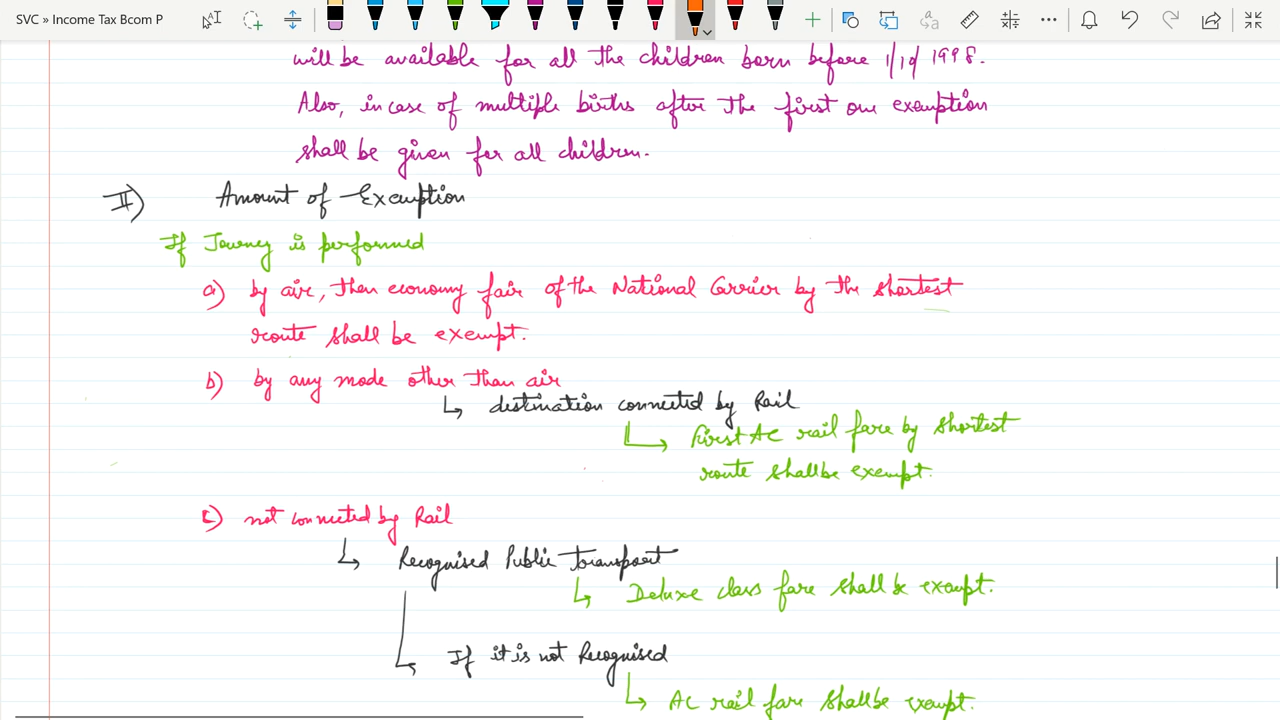 SVC » Income Tax Bcom P
will be available for all the children born before 1/10/1998.
Also, in case of multiple births after the first one exemption
shall be given for all children.
II) Amount of Exemption
If Journey is performed
a) by air, then economy fair of the National Carrier by the shortest
route shall be exempt.
b) by any mode other than air
↳ destination connected by Rail
↳ First AC rail fare by shortest
route shall be exempt.
c) not connected by Rail
↳ Recognised Public Transport
↳ Deluxe class fare shall be exempt.
↳ If it is not Recognised
↳ AC rail fare shall be exempt.